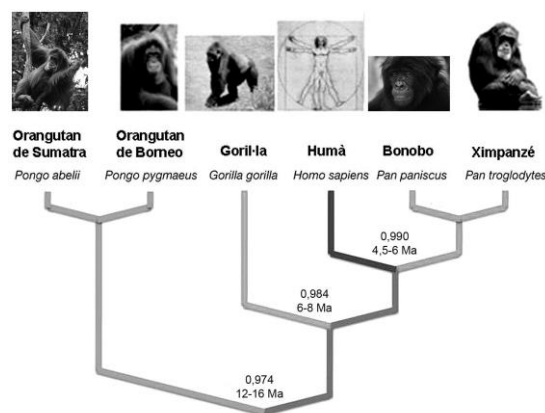 Orangutan
de Sumatra
Pongo abelii
Orangutan
de Borneo
Pongo pygmaeus
Goril·la
Gorilla gorilla
Humà
Homo sapiens
Bonobo
Pan paniscus
Ximpanzé
Pan troglodytes
0,990
4,5-6 Ma
0,984
6-8 Ma
0,974
12-16 Ma